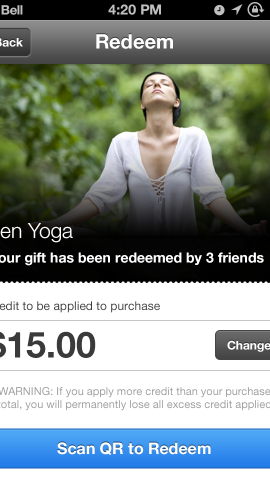 Bell 4:20 PM
Back Redeem
en Yoga
our gift has been redeemed by 3 friends
edit to be applied to purchase
$15.00 Change
WARNING: If you apply more credit than your purchase
total, you will permanently lose all excess credit applied
Scan QR to Redeem